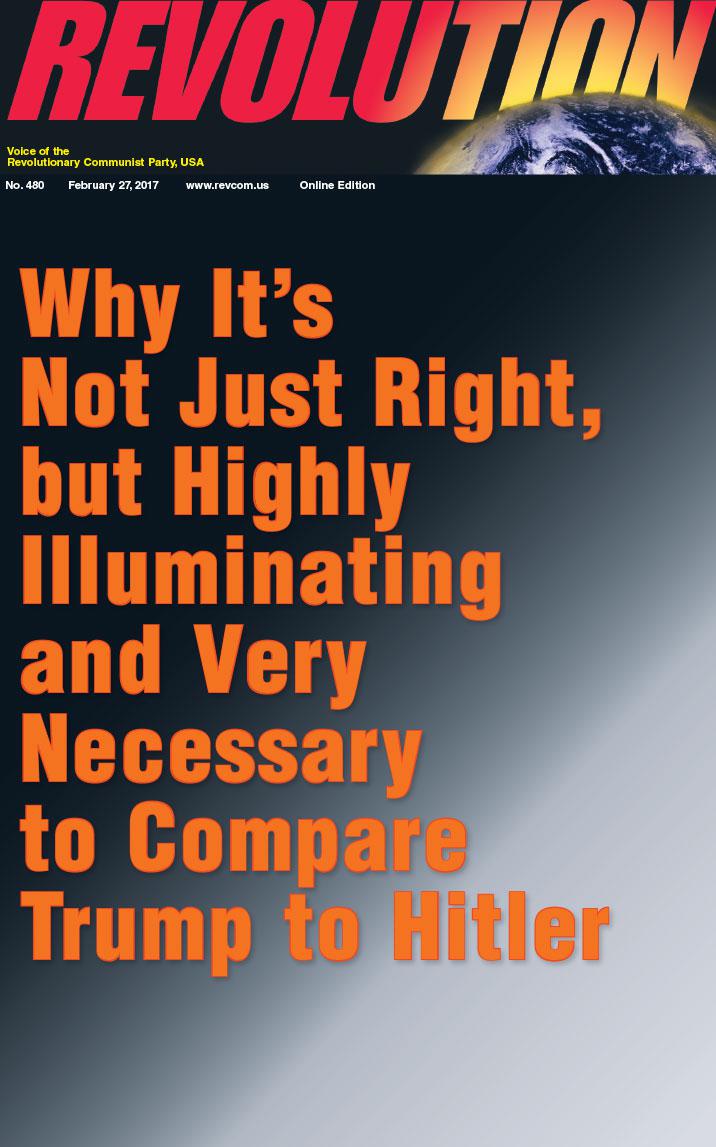 REVOLUTION
Voice of the
Revolutionary Communist Party, USA
No. 480 February 27, 2017 www.revcom.us Online Edition
Why It’s
Not Just Right,
but Highly
Illuminating
and Very
Necessary
to Compare
Trump to Hitler